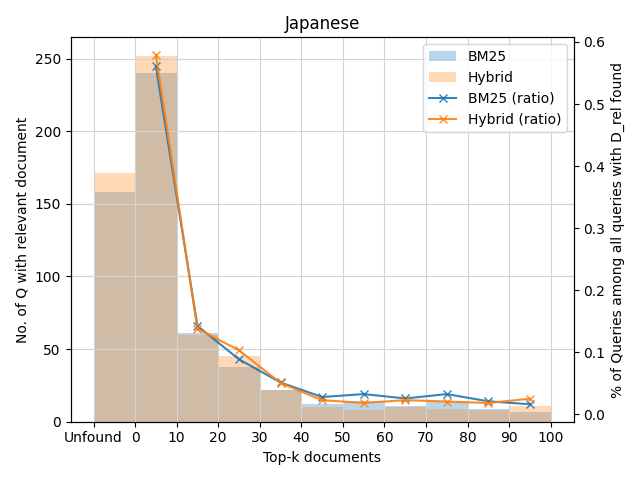 Japanese
BM25
Hybrid
BM25 (ratio)
Hybrid (ratio)
No. of Q with relevant document
250
200
150
100
50
0
% of Queries among all queries with D_rel found
0.6
0.5
0.4
0.3
0.2
0.1
0.0
Unfound 0 10 20 30 40 50 60 70 80 90 100
Top-k documents